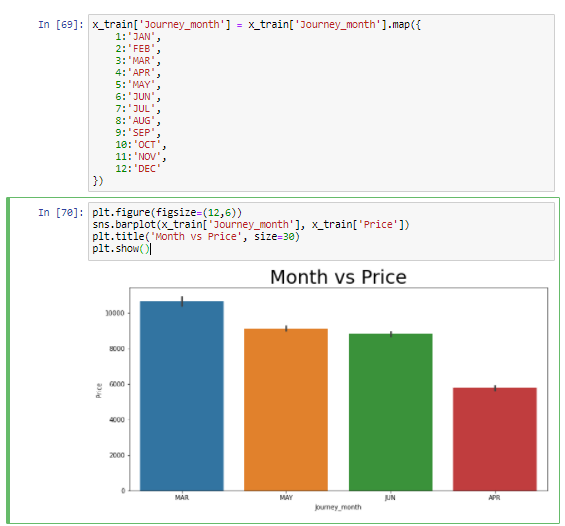 In [69]: x_train['Journey_month'] = x_train['Journey_month'].map({
1:'JAN',
2:'FEB',
3:'MAR',
4:'APR',
5:'MAY',
6:'JUN',
7:'JUL',
8:'AUG',
9:'SEP',
10:'OCT',
11:'NOV',
12:'DEC'
})
In [70]: plt.figure(figsize=(12,6))
sns.barplot(x_train['Journey_month'], x_train['Price'])
plt.title('Month vs Price', size=30)
plt.show()
Month vs Price
10000
8000
6000
4000
2000
0
Price
MAR MAY JUN APR
Journey_month